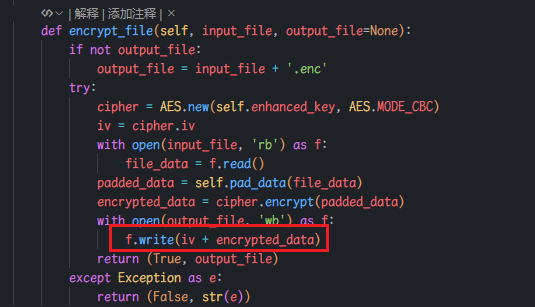 | 解释 | 添加注释 | ×
def encrypt_file(self, input_file, output_file=None):
if not output_file:
output_file = input_file + '.enc'
try:
cipher = AES.new(self.enhanced_key, AES.MODE_CBC)
iv = cipher.iv
with open(input_file, 'rb') as f:
file_data = f.read()
padded_data = self.pad_data(file_data)
encrypted_data = cipher.encrypt(padded_data)
with open(output_file, 'wb') as f:
f.write(iv + encrypted_data)
return (True, output_file)
except Exception as e:
return (False, str(e))